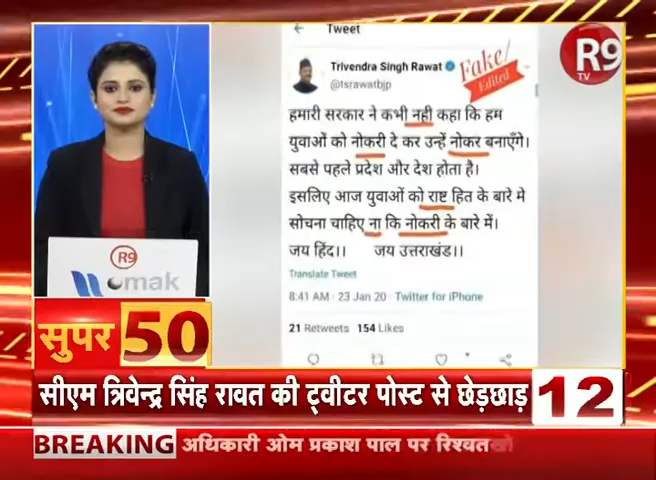 Tweet
Trivendra Singh Rawat
@tsrawatbjp
Fake/
Edited
R9
TV
हमारी सरकार ने कभी नही कहा कि हम
युवाओं को नोकरी दे कर उन्हें नोकर बनाएँगे।
सबसे पहले प्रदेश और देश होता है।
इसलिए आज युवाओं को राष्ट हित के बारे मे
सोचना चाहिए ना कि नोकरी के बारे में।
जय हिंद।। जय उत्तराखंड।।
Translate Tweet
8:41 AM · 23 Jan 20 · Twitter for iPhone
21 Retweets 154 Likes
R9
omak
सुपर 50
सीएम त्रिवेन्द्र सिंह रावत की ट्वीटर पोस्ट से छेड़छाड़ 12
BREAKING अधिकारी ओम प्रकाश पाल पर रिश्वत